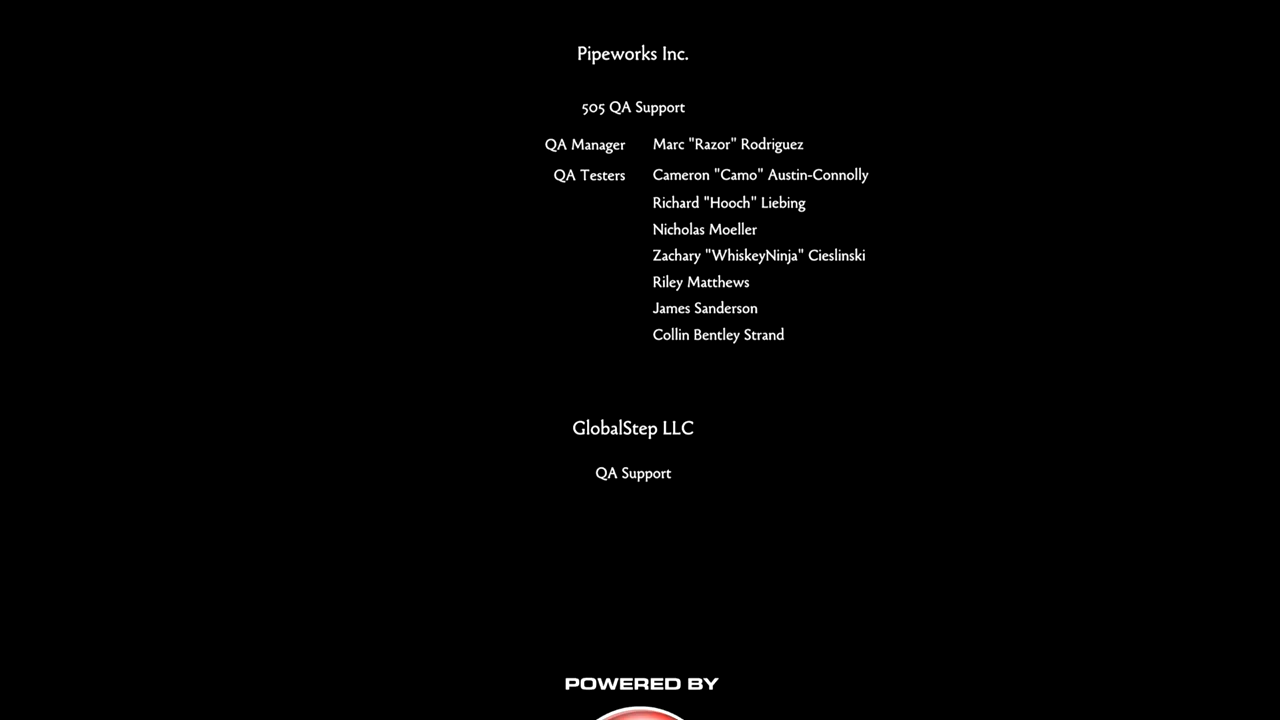 Pipeworks Inc.
505 QA Support
QA Manager Marc "Razor" Rodriguez
QA Testers Cameron "Camo" Austin-Connolly
Richard "Hooch" Liebing
Nicholas Moeller
Zachary "WhiskeyNinja" Cieslinski
Riley Matthews
James Sanderson
Collin Bentley Strand
GlobalStep LLC
QA Support
POWERED BY